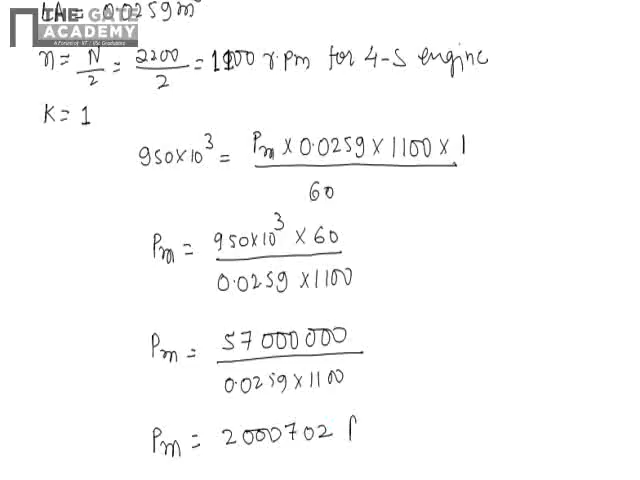 LA = 0.0259 m³
THE GATE
ACADEMY
n = N/2 = 2200/2 = 1100 r.pm for 4-S engine
K = 1
950×10³ = Pm × 0.0259 × 1100 × 1 / 60
Pm = 950×10³ × 60 / 0.0259 × 1100
Pm = 57000000 / 0.0259 × 1100
Pm = 2000702